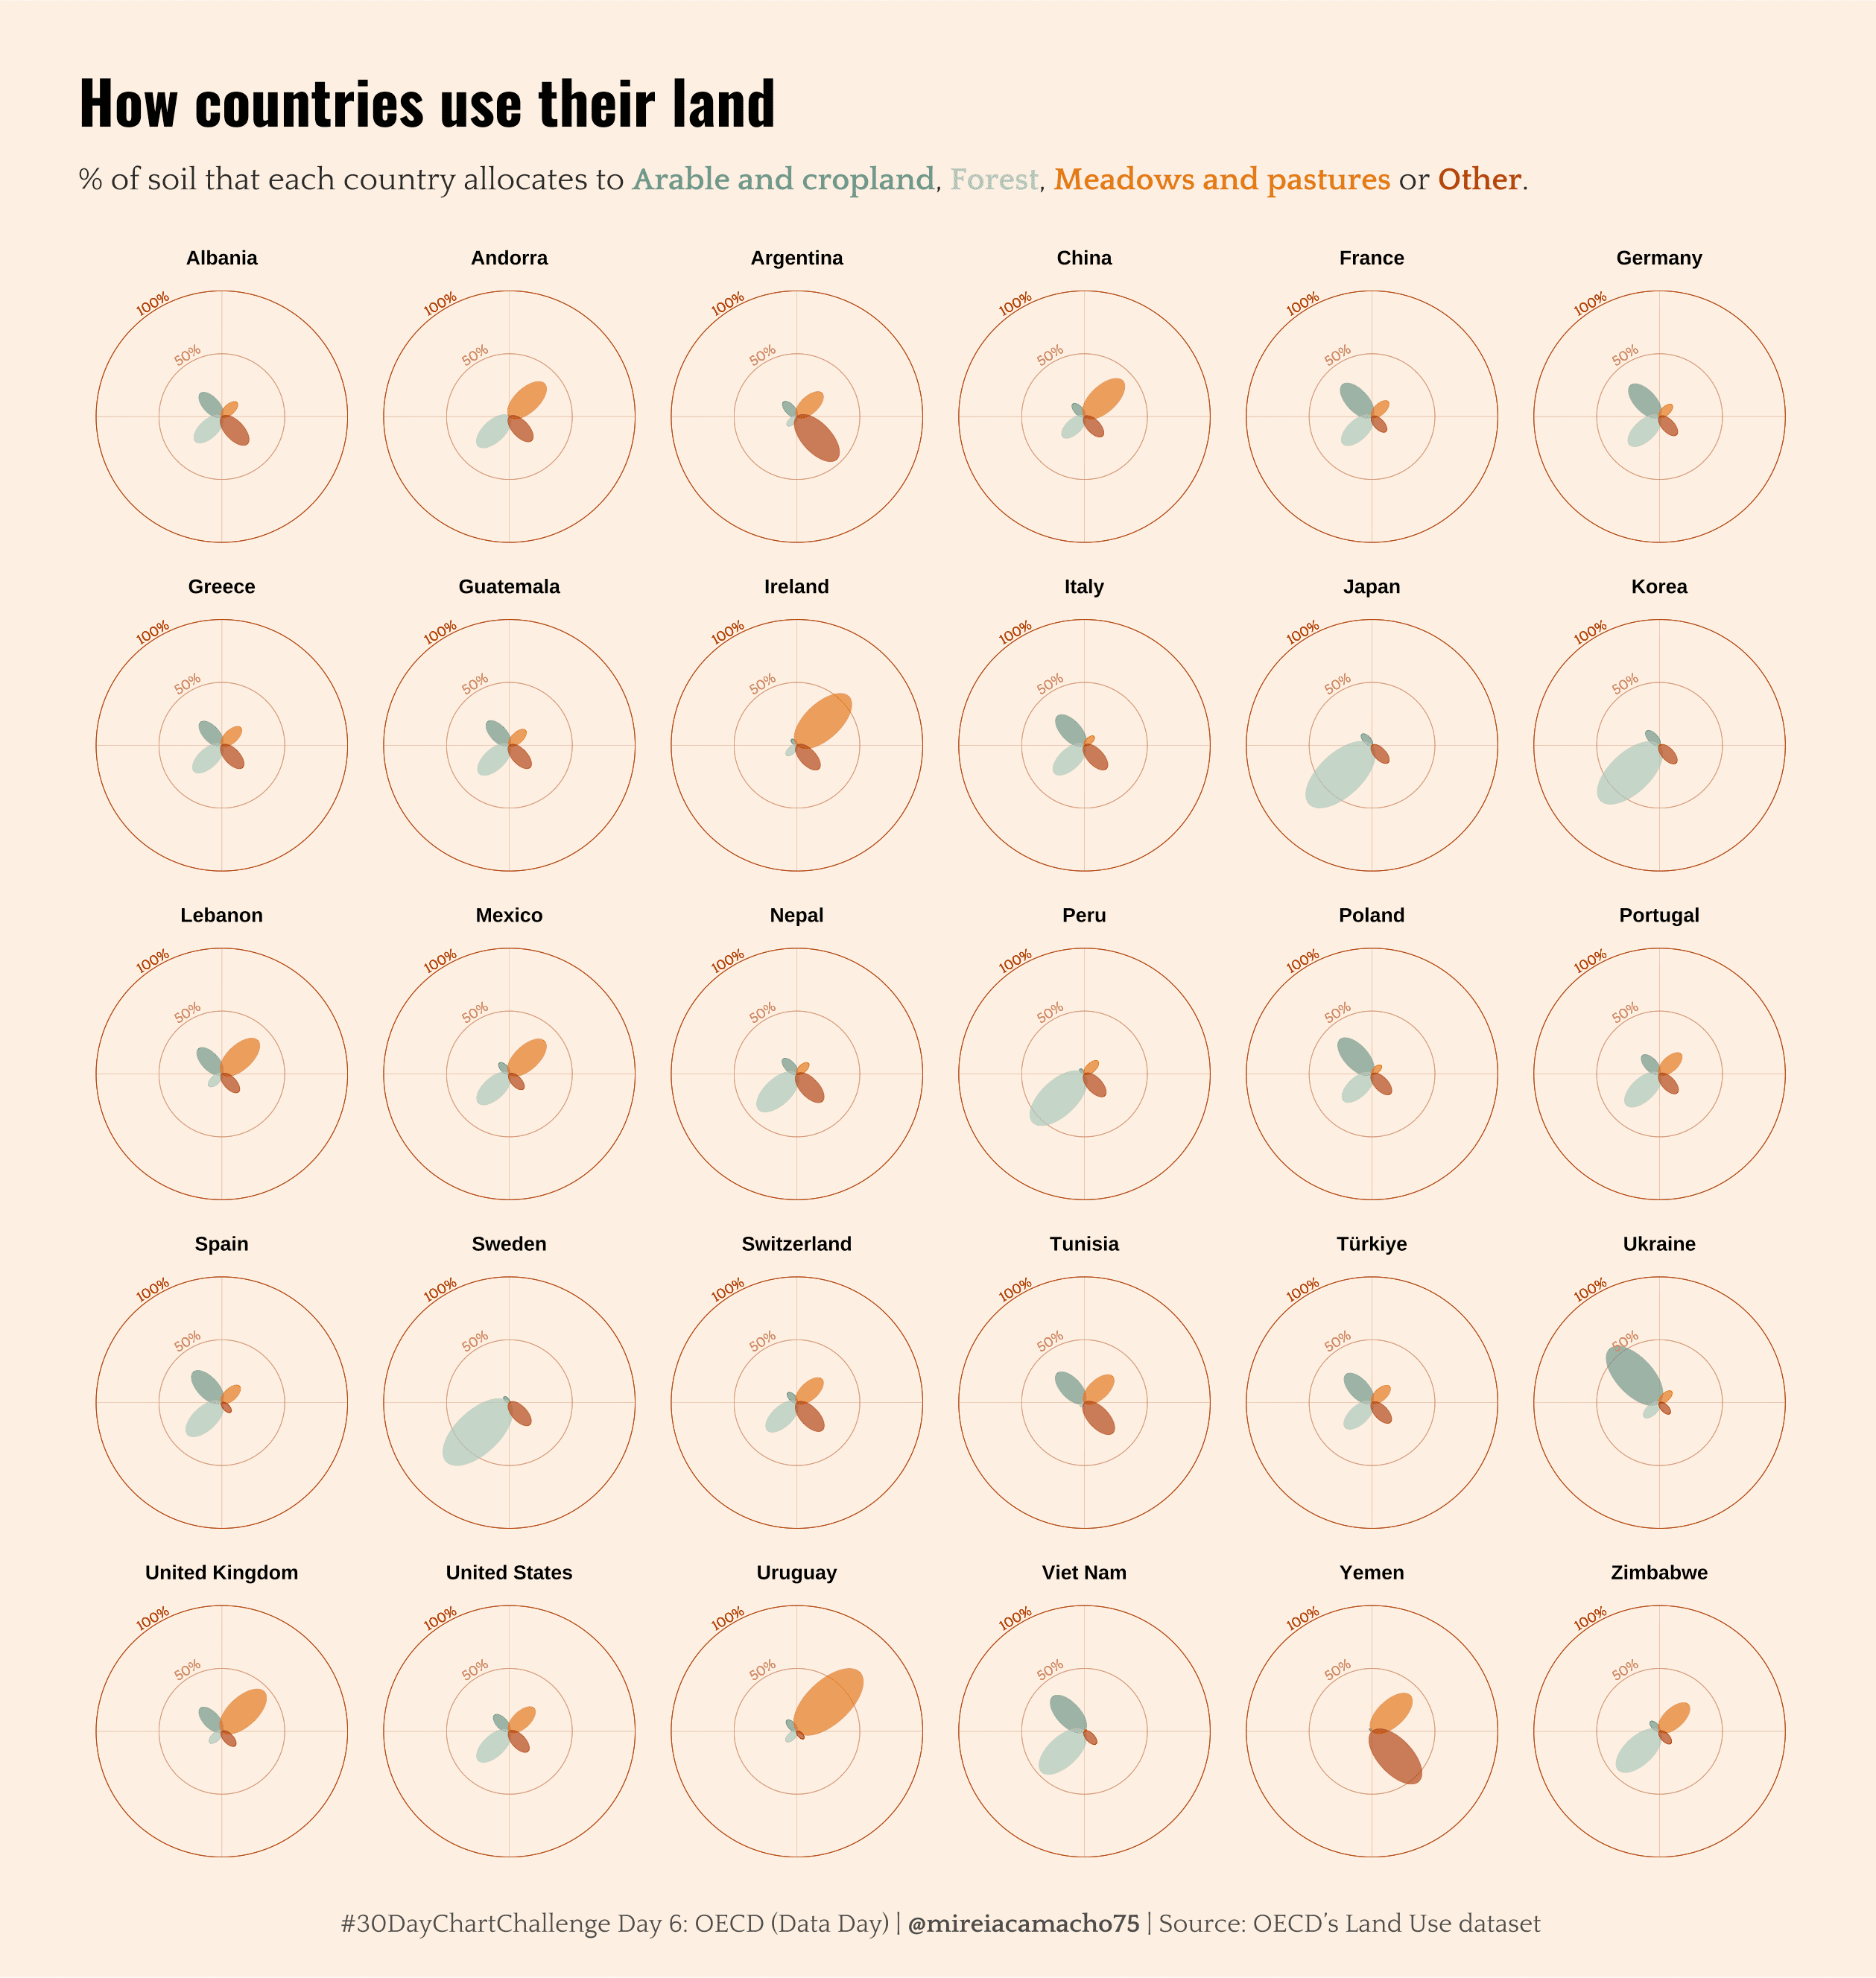 How countries use their land
% of soil that each country allocates to Arable and cropland, Forest, Meadows and pastures or Other.
Albania Andorra Argentina China France Germany
100% 100% 100% 100% 100% 100%
50% 50% 50% 50% 50% 50%
Greece Guatemala Ireland Italy Japan Korea
100% 100% 100% 100% 100% 100%
50% 50% 50% 50% 50% 50%
Lebanon Mexico Nepal Peru Poland Portugal
100% 100% 100% 100% 100% 100%
50% 50% 50% 50% 50% 50%
Spain Sweden Switzerland Tunisia Türkiye Ukraine
100% 100% 100% 100% 100% 100%
50% 50% 50% 50% 50% 50%
United Kingdom United States Uruguay Viet Nam Yemen Zimbabwe
100% 100% 100% 100% 100% 100%
50% 50% 50% 50% 50% 50%
#30DayChartChallenge Day 6: OECD (Data Day) | @mireiacamacho75 | Source: OECD’s Land Use dataset